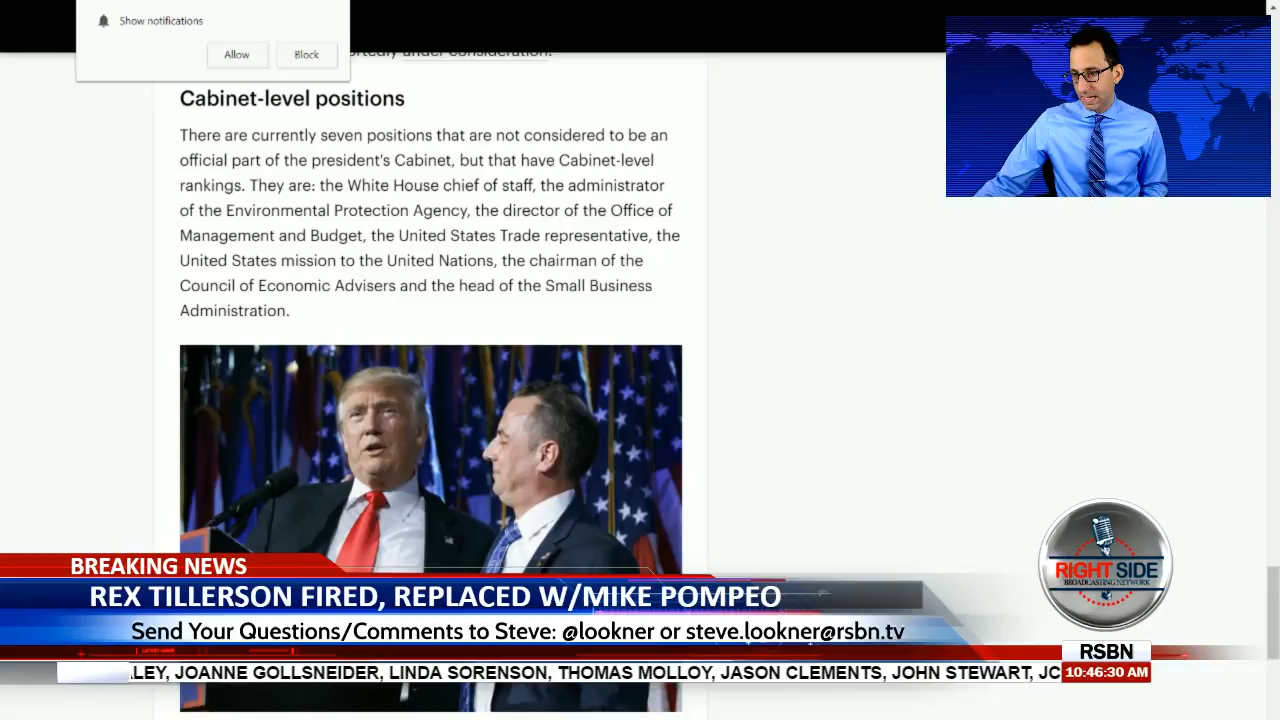 Show notifications
Allow
Block
under consideration.
Cabinet-level positions
There are currently seven positions that are not considered to be an
official part of the president's Cabinet, but that have Cabinet-level
rankings. They are: the White House chief of staff, the administrator
of the Environmental Protection Agency, the director of the Office of
Management and Budget, the United States Trade representative, the
United States mission to the United Nations, the chairman of the
Council of Economic Advisers and the head of the Small Business
Administration.
BREAKING NEWS
REX TILLERSON FIRED, REPLACED W/MIKE POMPEO
Send Your Questions/Comments to Steve: @lookner or steve.lookner@rsbn.tv
LATEST NEWS
RIGHT SIDE
BROADCASTING NETWORK
RSBN
LEY, JOANNE GOLLSNEIDER, LINDA SORENSON, THOMAS MOLLOY, JASON CLEMENTS, JOHN STEWART, JC
10:46:30 AM